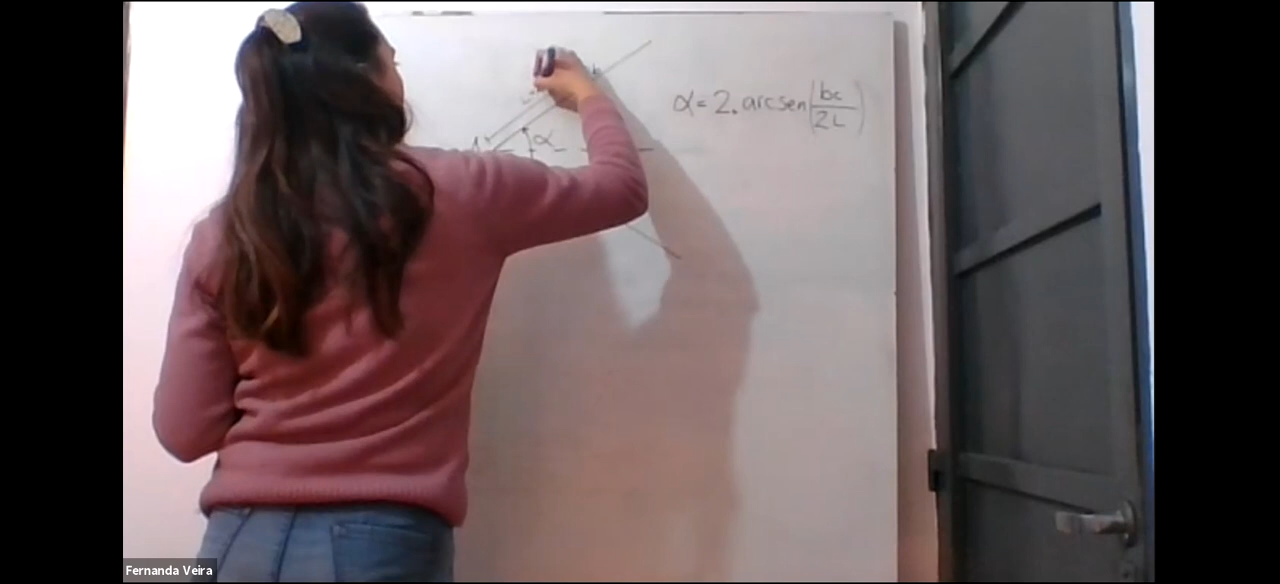 b
L
α = 2. arcsen (bc / 2L)
A
α
Fernanda Veira